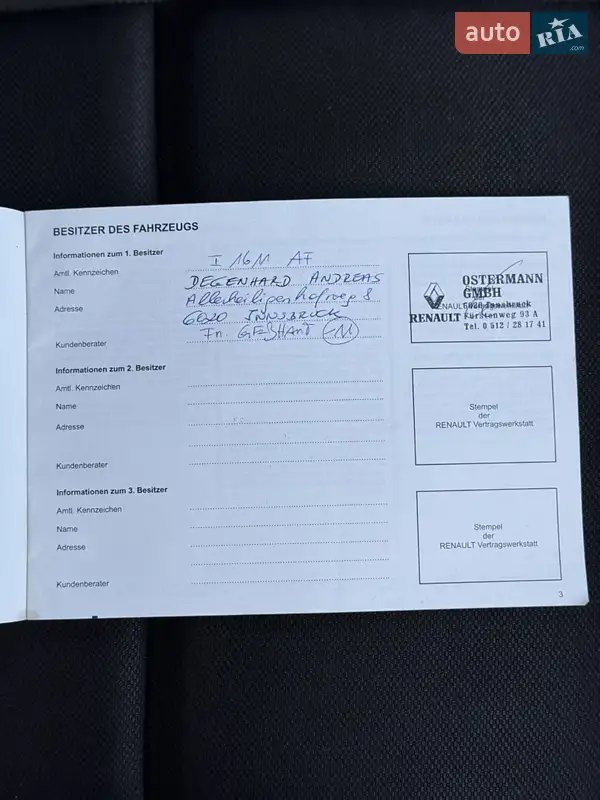 auto RIA .com
BESITZER DES FAHRZEUGS
Informationen zum 1. Besitzer
Amtl. Kennzeichen I 16M AF
Name DEGENHARD ANDREAS
Adresse Allerheiligenhofweg 8
6020 INNSBRUCK
Kundenberater
OSTERMANN
GMBH
6020 Innsbruck
RENAULT Fürstenweg 93 A
Tel. 0 512 / 28 17 41
Informationen zum 2. Besitzer
Amtl. Kennzeichen
Name
Adresse
Kundenberater
Stempel
der
RENAULT Vertragswerkstatt
Informationen zum 3. Besitzer
Amtl. Kennzeichen
Name
Adresse
Kundenberater
Stempel
der
RENAULT Vertragswerkstatt
3